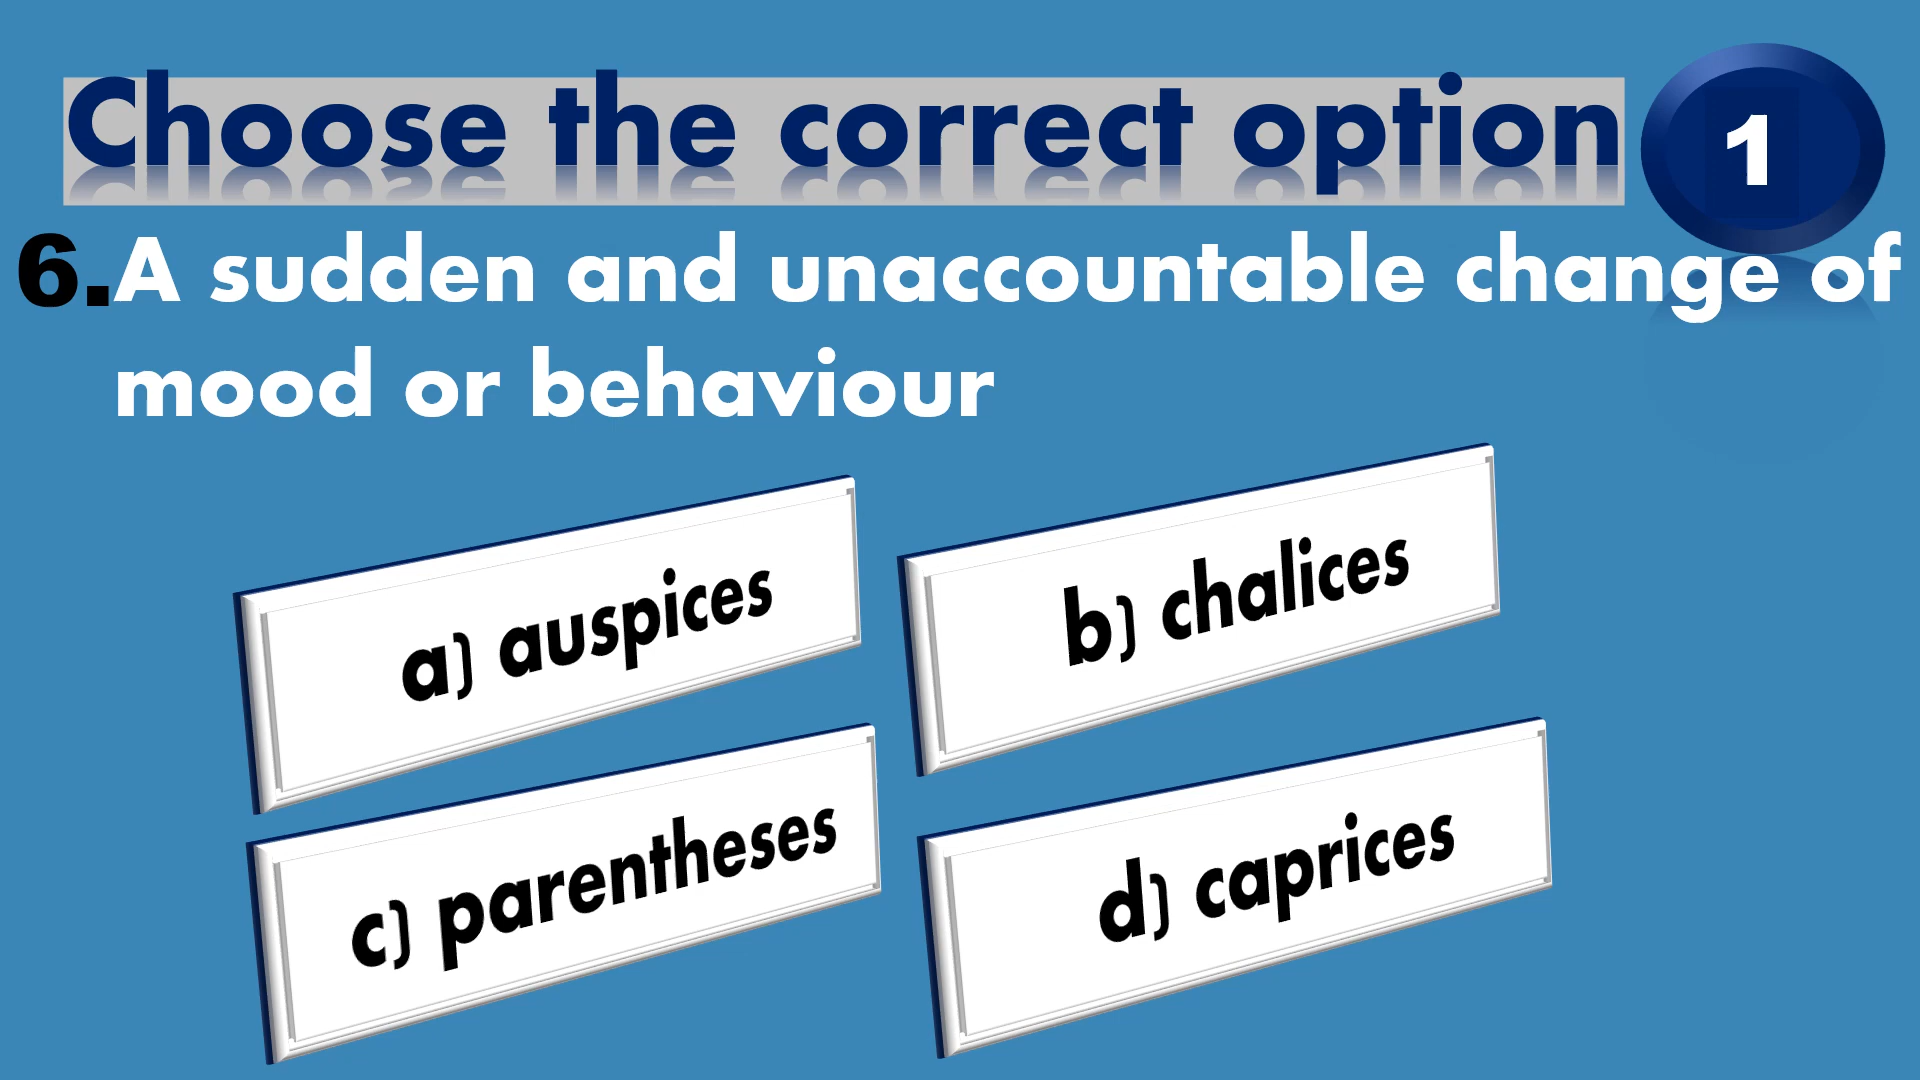 Choose the correct option
1
6.A sudden and unaccountable change of
mood or behaviour
a) auspices
b) chalices
c) parentheses
d) caprices